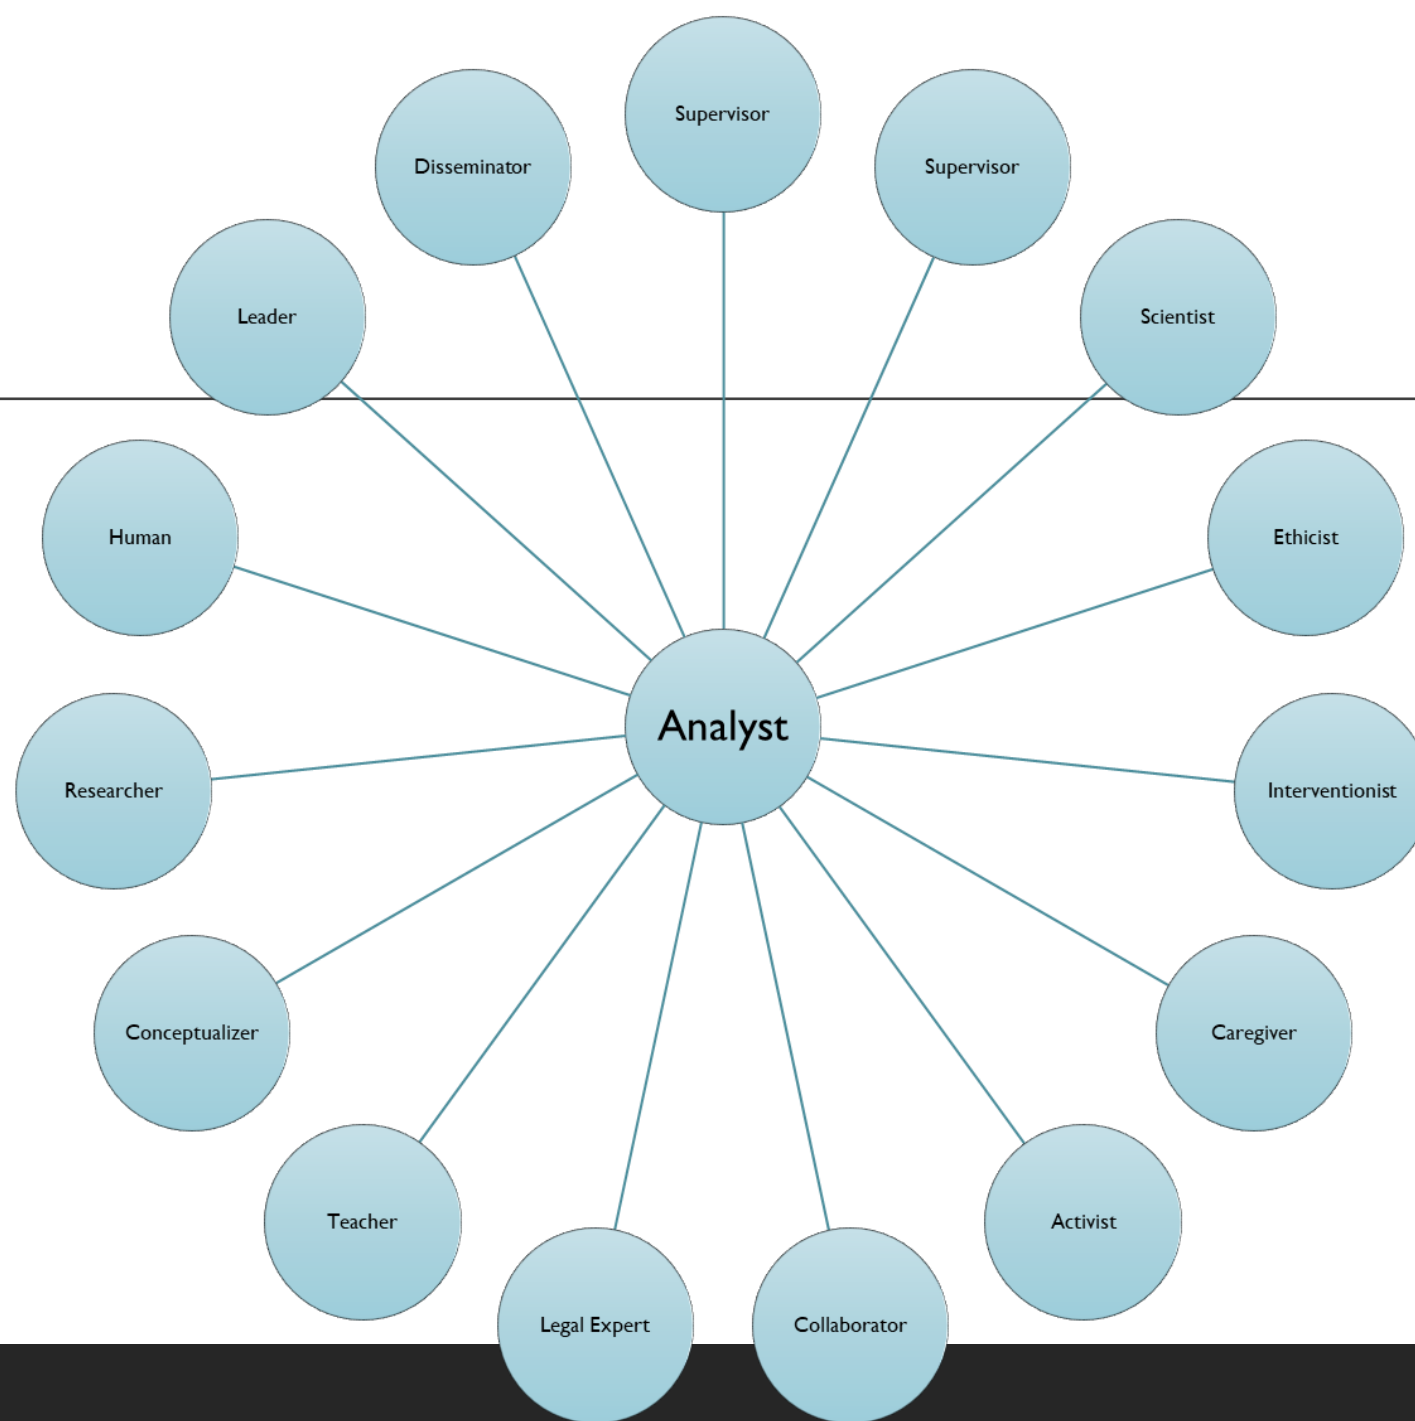 Supervisor
Disseminator
Supervisor
Leader
Scientist
Human
Ethicist
Analyst
Researcher
Interventionist
Conceptualizer
Caregiver
Teacher
Activist
Legal Expert
Collaborator